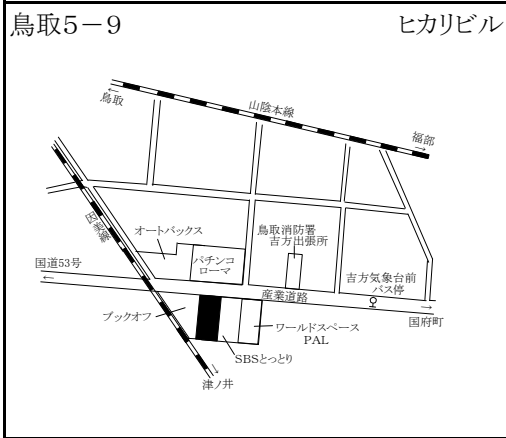 鳥取5－9
ヒカリビル
鳥取
山陰本線
福部
因美線
オートバックス
パチンコ
ローマ
鳥取消防署
吉方出張所
国道53号
産業道路
吉方気象台前
バス停
国府町
ブックオフ
ワールドスペース
PAL
SBSとっとり
津ノ井